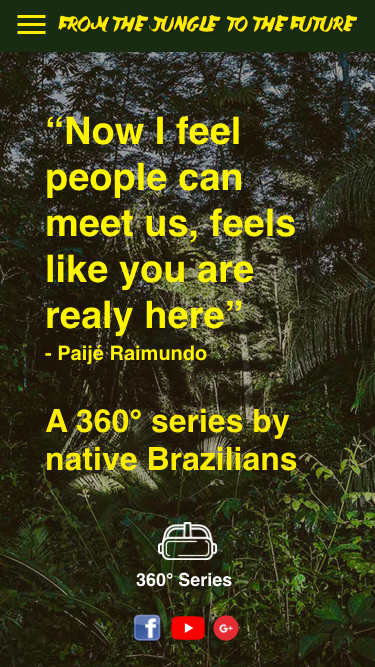 FROM THE JUNGLE TO THE FUTURE
“Now I feel
people can
meet us, feels
like you are
realy here”
- Paijé Raimundo
A 360° series by
native Brazilians
360° Series
f
G+